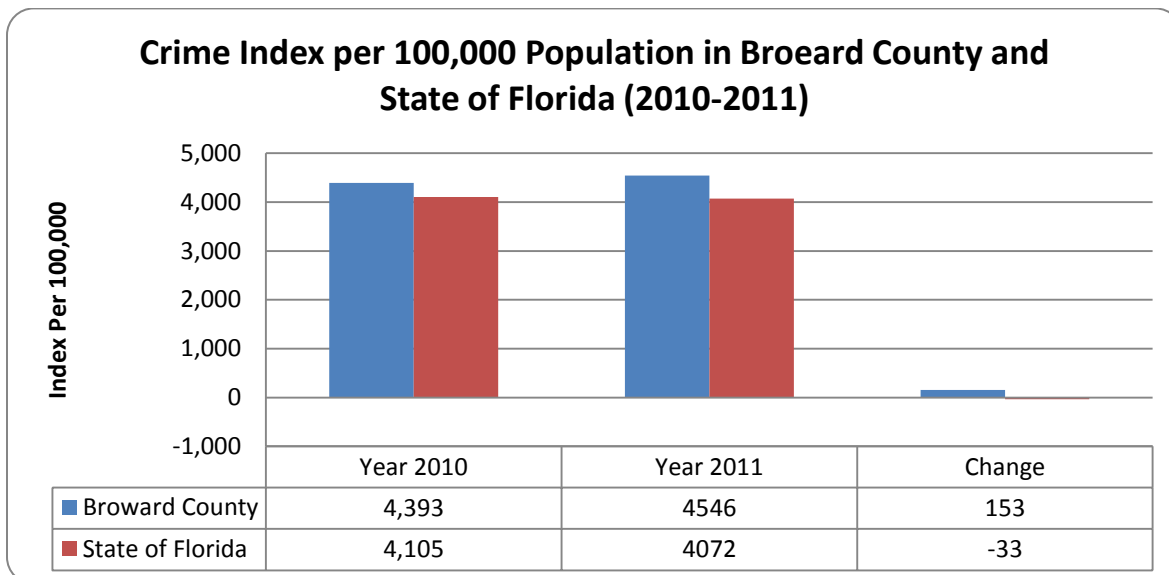 Crime Index per 100,000 Population in Broeard County and
State of Florida (2010-2011)
Index Per 100,000
5,000
4,000
3,000
2,000
1,000
0
-1,000
Year 2010 Year 2011 Change
Broward County 4,393 4546 153
State of Florida 4,105 4072 -33